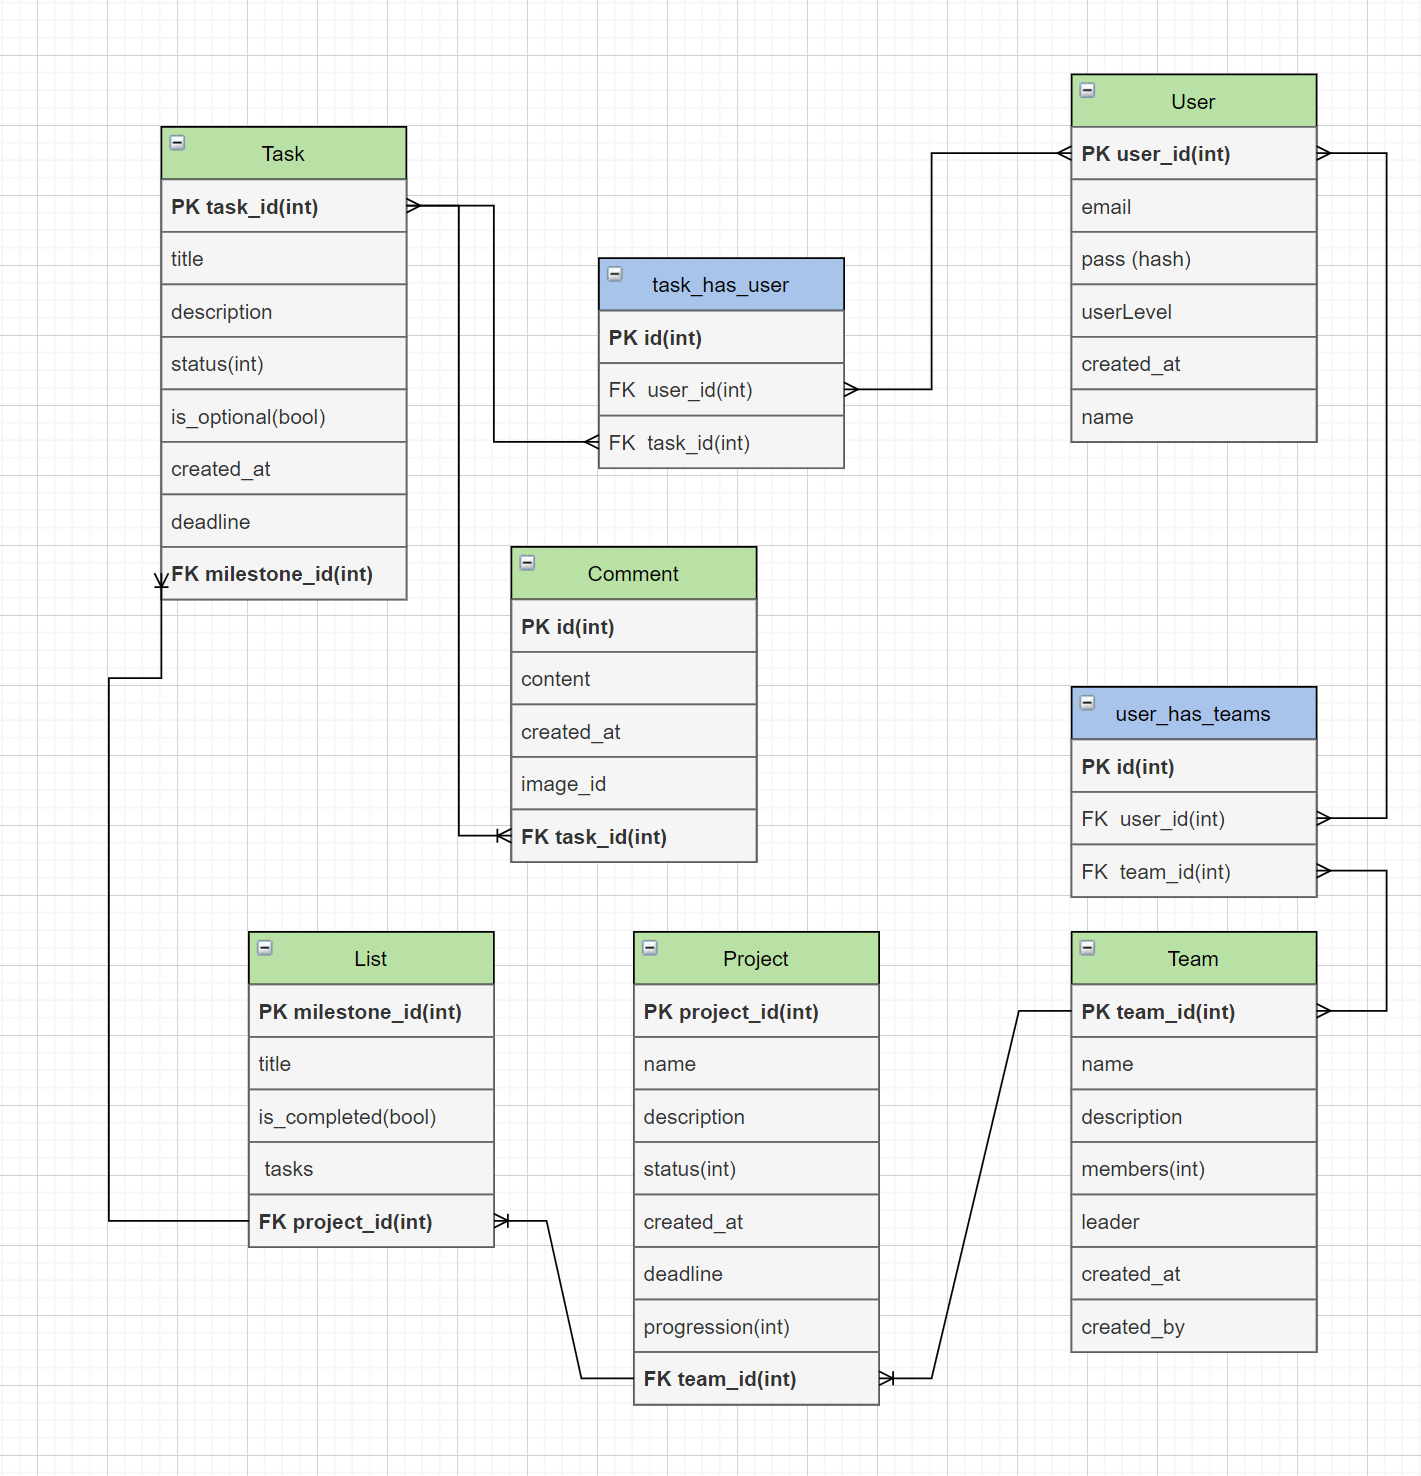 Task
PK task_id(int)
title
description
status(int)
is_optional(bool)
created_at
deadline
FK milestone_id(int)
task_has_user
PK id(int)
FK user_id(int)
FK task_id(int)
User
PK user_id(int)
email
pass (hash)
userLevel
created_at
name
Comment
PK id(int)
content
created_at
image_id
FK task_id(int)
user_has_teams
PK id(int)
FK user_id(int)
FK team_id(int)
List
PK milestone_id(int)
title
is_completed(bool)
tasks
FK project_id(int)
Project
PK project_id(int)
name
description
status(int)
created_at
deadline
progression(int)
FK team_id(int)
Team
PK team_id(int)
name
description
members(int)
leader
created_at
created_by